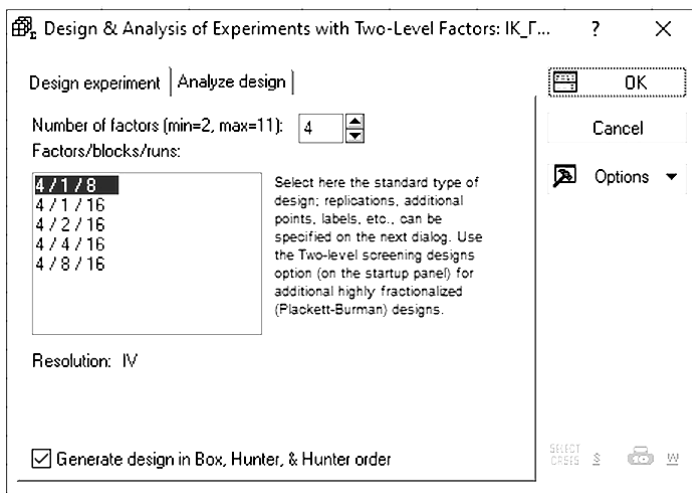 Design & Analysis of Experiments with Two-Level Factors: ІК_Г... ? X
Design experiment Analyze design
OK
Number of factors (min=2, max=11): 4
Cancel
Factors/blocks/runs:
Options
4 / 1 / 8
4 / 1 / 16
4 / 2 / 16
4 / 4 / 16
4 / 8 / 16
Select here the standard type of
design; replications, additional
points, labels, etc., can be
specified on the next dialog. Use
the Two-level screening designs
option (on the startup panel) for
additional highly fractionalized
(Plackett-Burman) designs.
Resolution: IV
Generate design in Box, Hunter, & Hunter order
SELECT
CASES S W